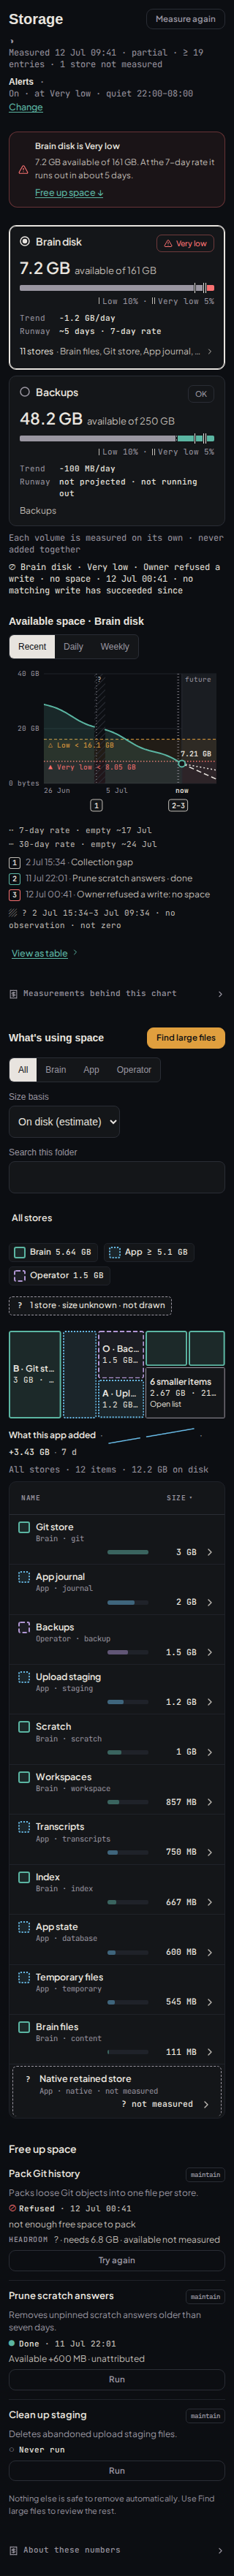 Storage
Measure again
Measured 12 Jul 09:41 · partial · ≥ 19
entries · 1 store not measured
Alerts ·
On · at Very low · quiet 22:00–08:00
Change
Brain disk is Very low
7.2 GB available of 161 GB. At the 7-day rate it
runs out in about 5 days.
Free up space ↓
Brain disk
Very low
7.2 GB available of 161 GB
Low 10% · Very low 5%
Trend -1.2 GB/day
Runway ~5 days · 7-day rate
11 stores · Brain files, Git store, App journal, …
Backups
OK
48.2 GB available of 250 GB
Low 10% · Very low 5%
Trend -100 MB/day
Runway not projected · not running
out
Backups
Each volume is measured on its own · never
added together
Brain disk · Very low · Owner refused a
write · no space · 12 Jul 00:41 · no
matching write has succeeded since
Available space · Brain disk
Recent Daily Weekly
40 GB
?
future
20 GB
7.21 GB
Low < 16.1 GB
Very low < 8.05 GB
0 bytes
26 Jun 5 Jul now
1 2–3
7-day rate · empty ~17 Jul
30-day rate · empty ~24 Jul
1 2 Jul 15:34 · Collection gap
2 11 Jul 22:01 · Prune scratch answers · done
3 12 Jul 00:41 · Owner refused a write: no space
? 2 Jul 15:34–3 Jul 09:34 · no
observation · not zero
View as table
Measurements behind this chart
What's using space
Find large files
All Brain App Operator
Size basis
On disk (estimate)
Search this folder
All stores
Brain 5.64 GB
App ≥ 5.1 GB
Operator 1.5 GB
? 1 store · size unknown · not drawn
B · Git st…
3 GB · …
O · Bac…
1.5 GB…
A · Upl…
1.2 GB…
6 smaller items
2.67 GB · 21…
Open list
What this app added ·
+3.43 GB · 7 d
All stores · 12 items · 12.2 GB on disk
NAME SIZE
Git store
Brain · git
3 GB
App journal
App · journal
2 GB
Backups
Operator · backup
1.5 GB
Upload staging
App · staging
1.2 GB
Scratch
Brain · scratch
1 GB
Workspaces
Brain · workspace
857 MB
Transcripts
App · transcripts
750 MB
Index
Brain · index
667 MB
App state
App · database
600 MB
Temporary files
App · temporary
545 MB
Brain files
Brain · content
111 MB
? Native retained store
App · native · not measured
? not measured
Free up space
Pack Git history
maintain
Packs loose Git objects into one file per store.
Refused · 12 Jul 00:41
not enough free space to pack
HEADROOM ? · needs 6.8 GB · available not measured
Try again
Prune scratch answers
maintain
Removes unpinned scratch answers older than
seven days.
Done · 11 Jul 22:01
Available +600 MB · unattributed
Run
Clean up staging
maintain
Deletes abandoned upload staging files.
Never run
Run
Nothing else is safe to remove automatically. Use Find
large files to review the rest.
About these numbers